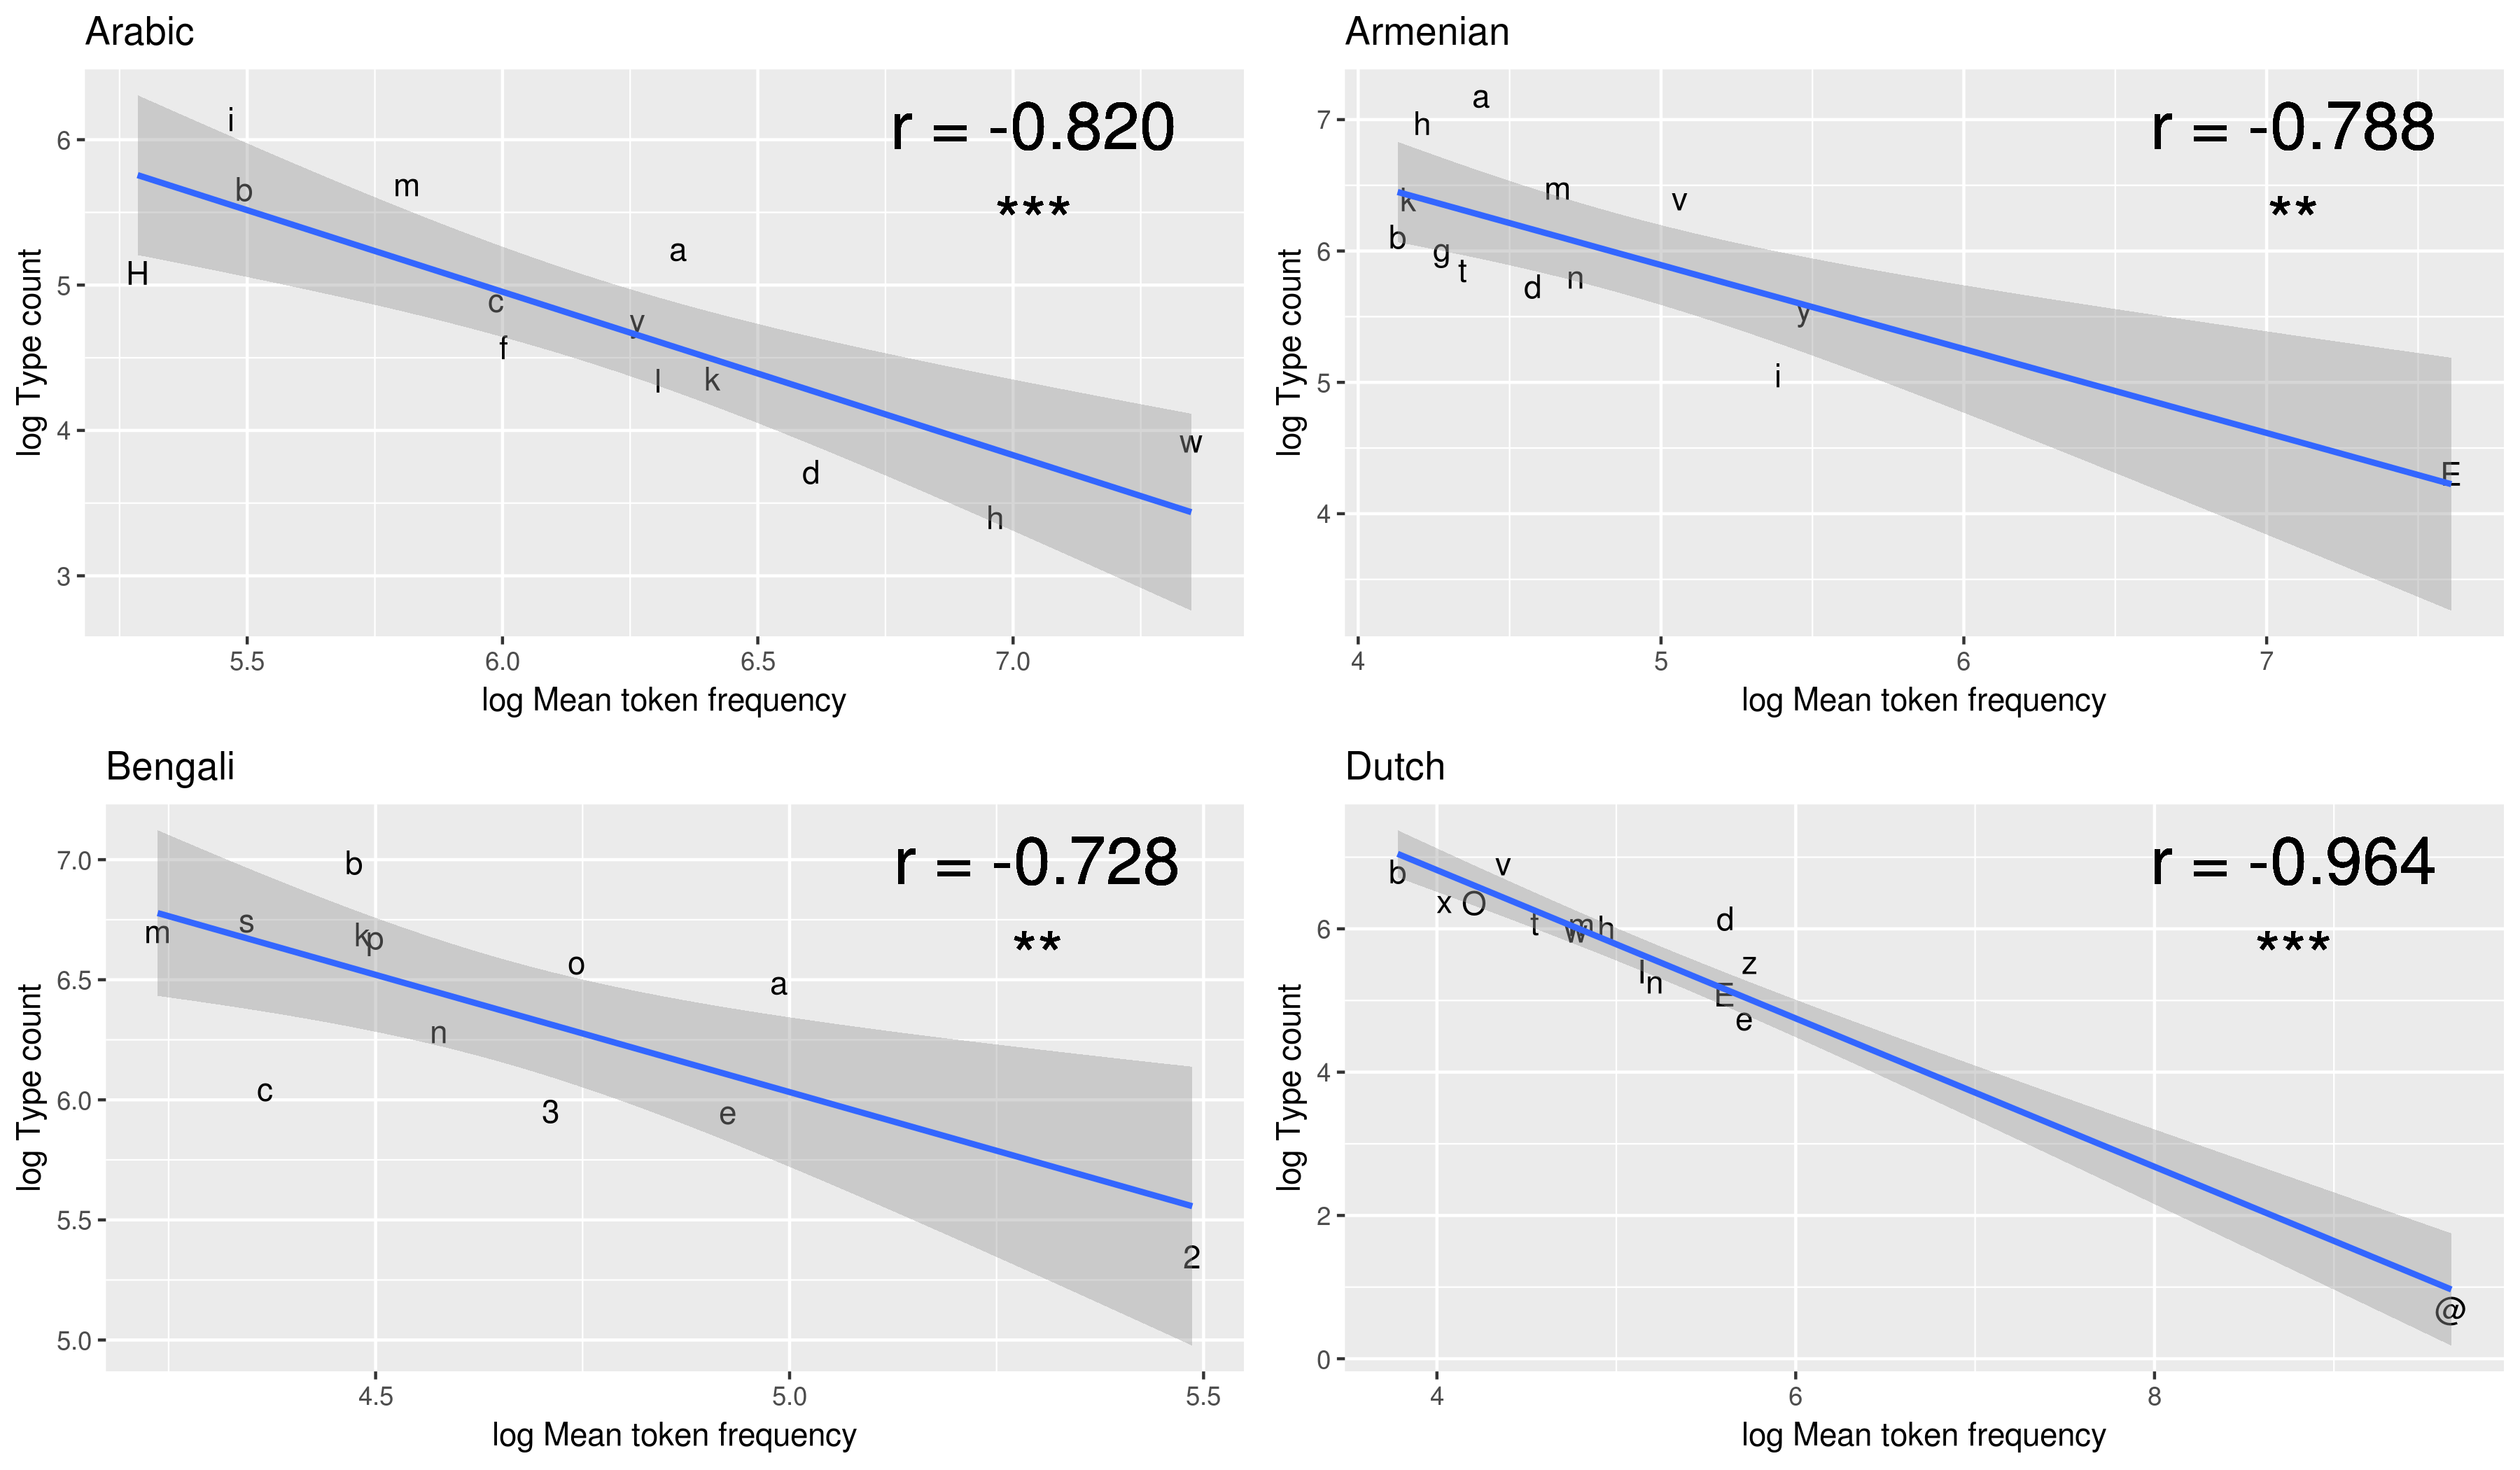 Arabic
r = -0.820
***
i
b
m
H
a
c
v
f
l
k
d
w
h
6
5
4
3
5.5 6.0 6.5 7.0
log Mean token frequency
log Type count
Armenian
r = -0.788
**
a
h
k
m
v
b
g
t
d
n
y
i
E
7
6
5
4
4 5 6 7
log Mean token frequency
log Type count
Bengali
r = -0.728
**
b
s
m
k
p
o
a
n
c
3
e
2
7.0
6.5
6.0
5.5
5.0
4.5 5.0 5.5
log Mean token frequency
log Type count
Dutch
r = -0.964
***
b
v
x
O
t
m
w
h
d
z
I
n
E
e
@
6
4
2
0
4 6 8
log Mean token frequency
log Type count